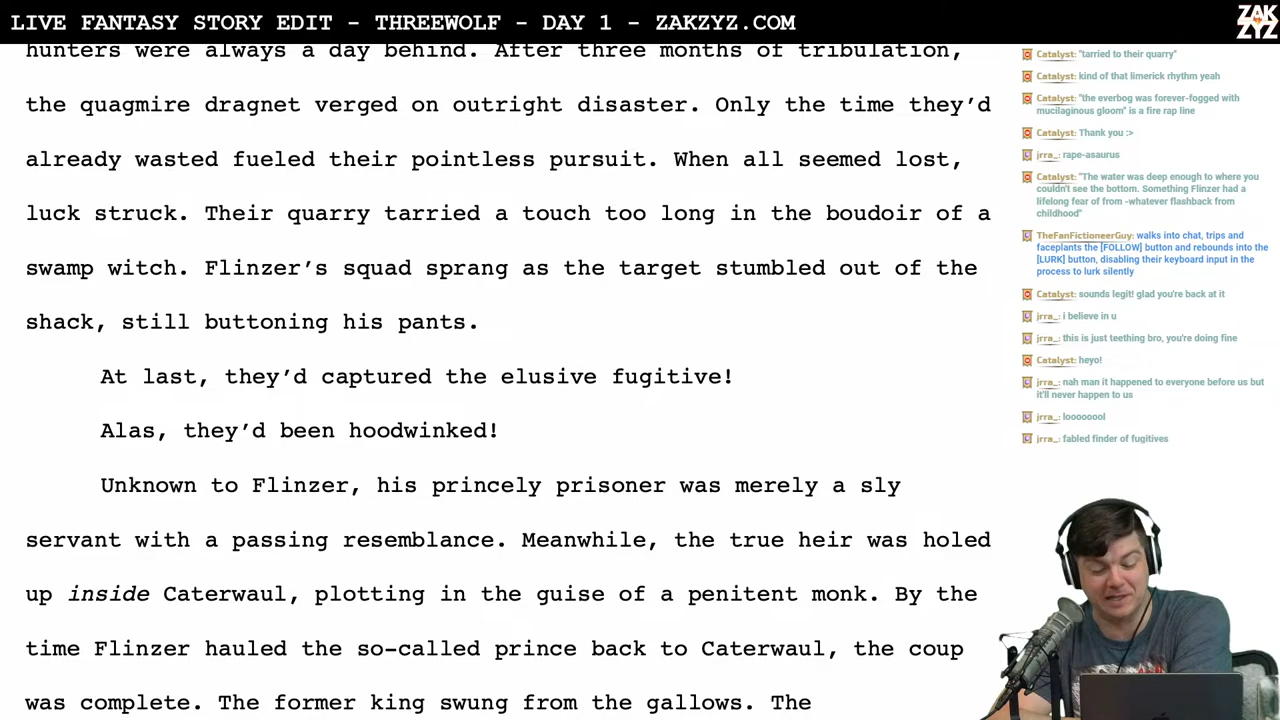 LIVE FANTASY STORY EDIT - THREEWOLF - DAY 1 - ZAKZYZ.COM
ZAK
ZYZ
hunters were always a day behind. After three months of tribulation,
the quagmire dragnet verged on outright disaster. Only the time they’d
already wasted fueled their pointless pursuit. When all seemed lost,
luck struck. Their quarry tarried a touch too long in the boudoir of a
swamp witch. Flinzer’s squad sprang as the target stumbled out of the
shack, still buttoning his pants.
At last, they’d captured the elusive fugitive!
Alas, they’d been hoodwinked!
Unknown to Flinzer, his princely prisoner was merely a sly
servant with a passing resemblance. Meanwhile, the true heir was holed
up inside Caterwaul, plotting in the guise of a penitent monk. By the
time Flinzer hauled the so-called prince back to Caterwaul, the coup
was complete. The former king swung from the gallows. The
Catalyst: "tarried to their quarry"
Catalyst: kind of that limerick rhythm yeah
Catalyst: "the everbog was forever-fogged with
mucilaginous gloom" is a fire rap line
Catalyst: Thank you :>
jrra_: rape-asaurus
Catalyst: "The water was deep enough to where you
couldn't see the bottom. Something Flinzer had a
lifelong fear of from -whatever flashback from
childhood"
TheFanFictioneerGuy: walks into chat, trips and
faceplants the [FOLLOW] button and rebounds into the
[LURK] button, disabling their keyboard input in the
process to lurk silently
Catalyst: sounds legit! glad you're back at it
jrra_: i believe in u
jrra_: this is just teething bro, you're doing fine
Catalyst: heyo!
jrra_: nah man it happened to everyone before us but
it'll never happen to us
jrra_: loooooool
jrra_: fabled finder of fugitives